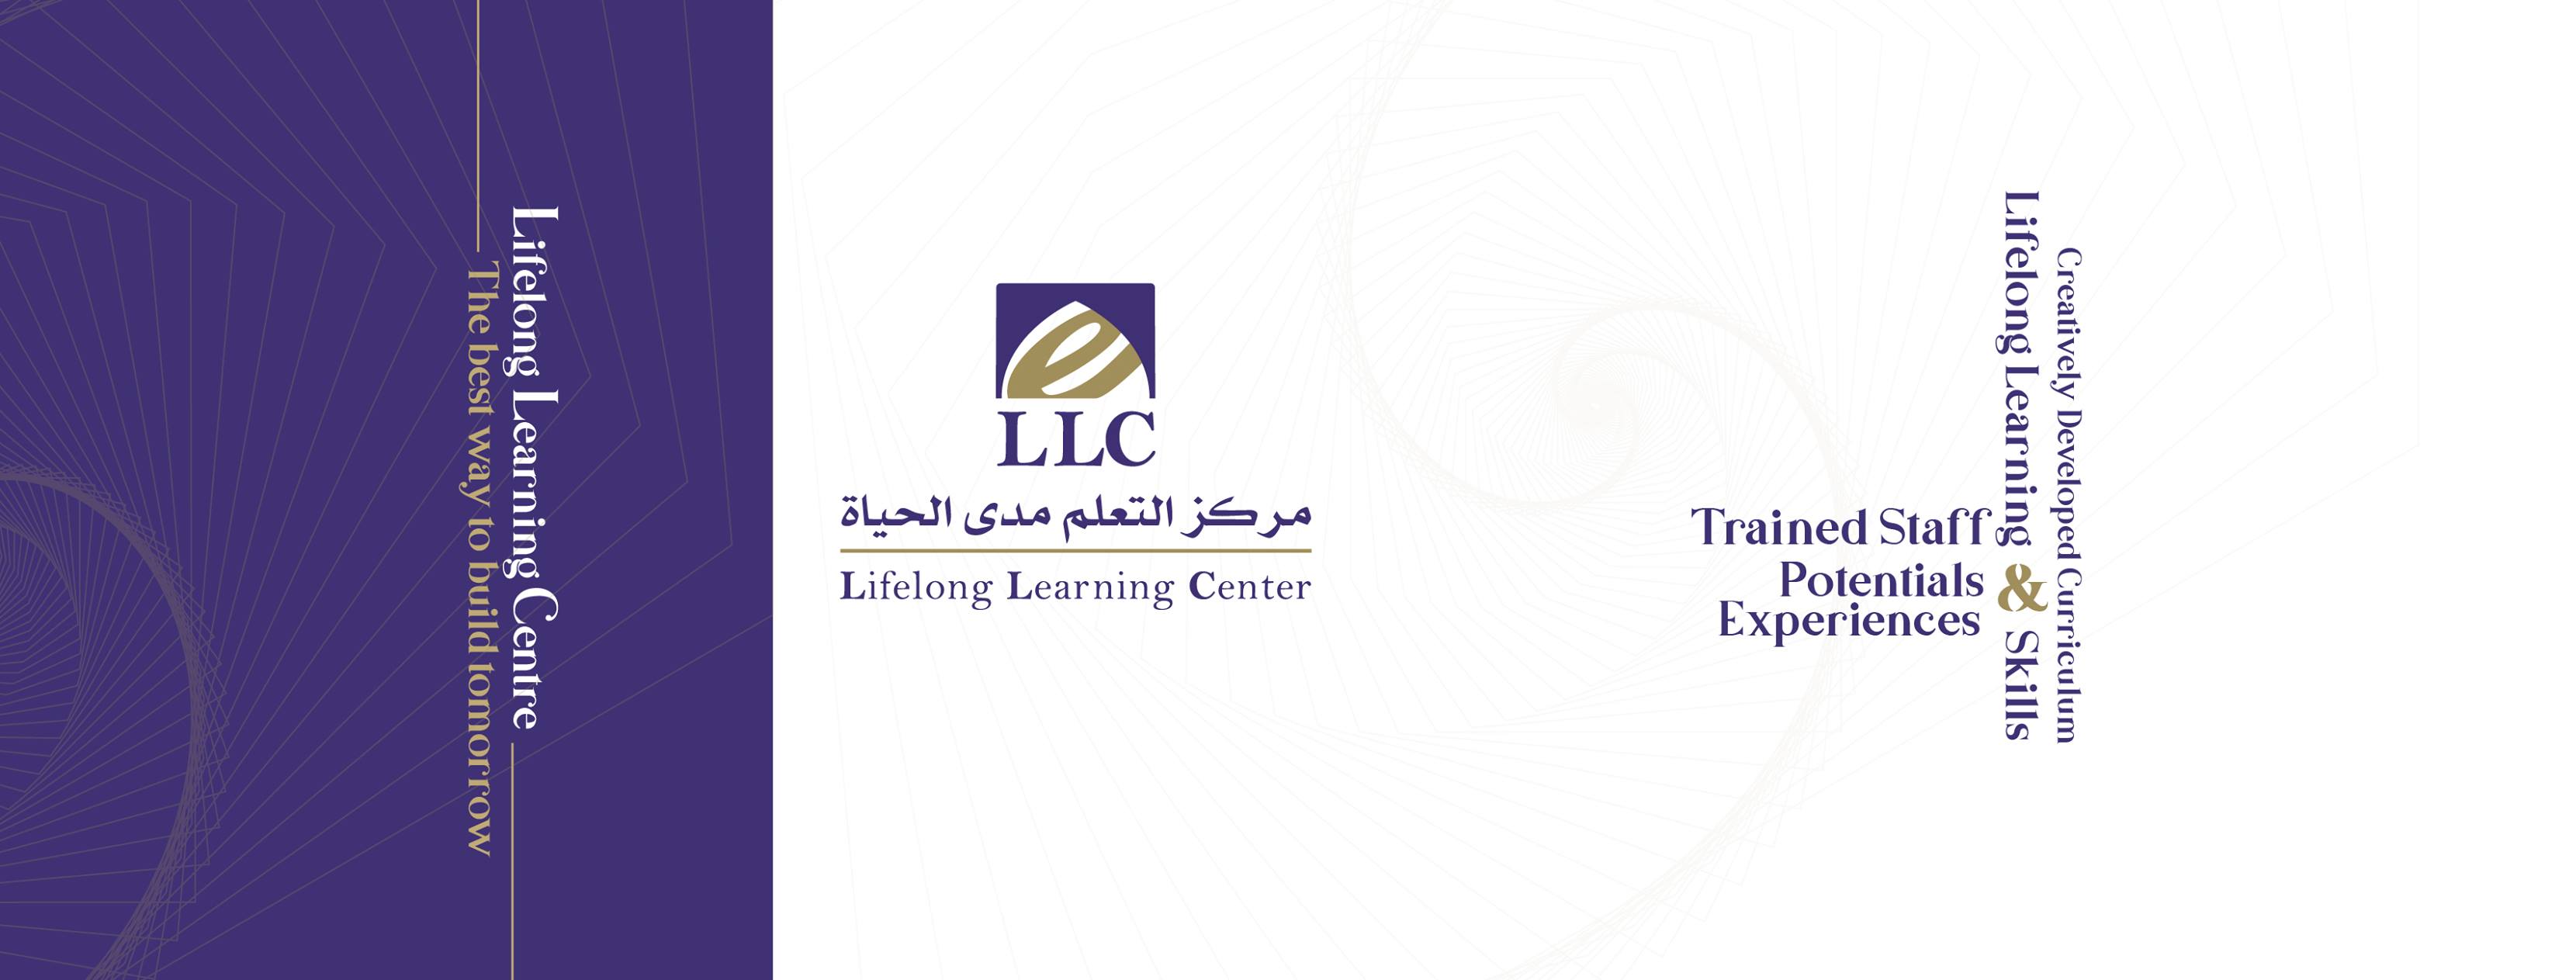 Lifelong Learning Centre
The best way to build tomorrow
LLC
مركز التعلم مدى الحياة
Lifelong Learning Center
Trained Staff
Potentials
Experiences
Creatively Developed Curriculum
Lifelong Learning & Skills